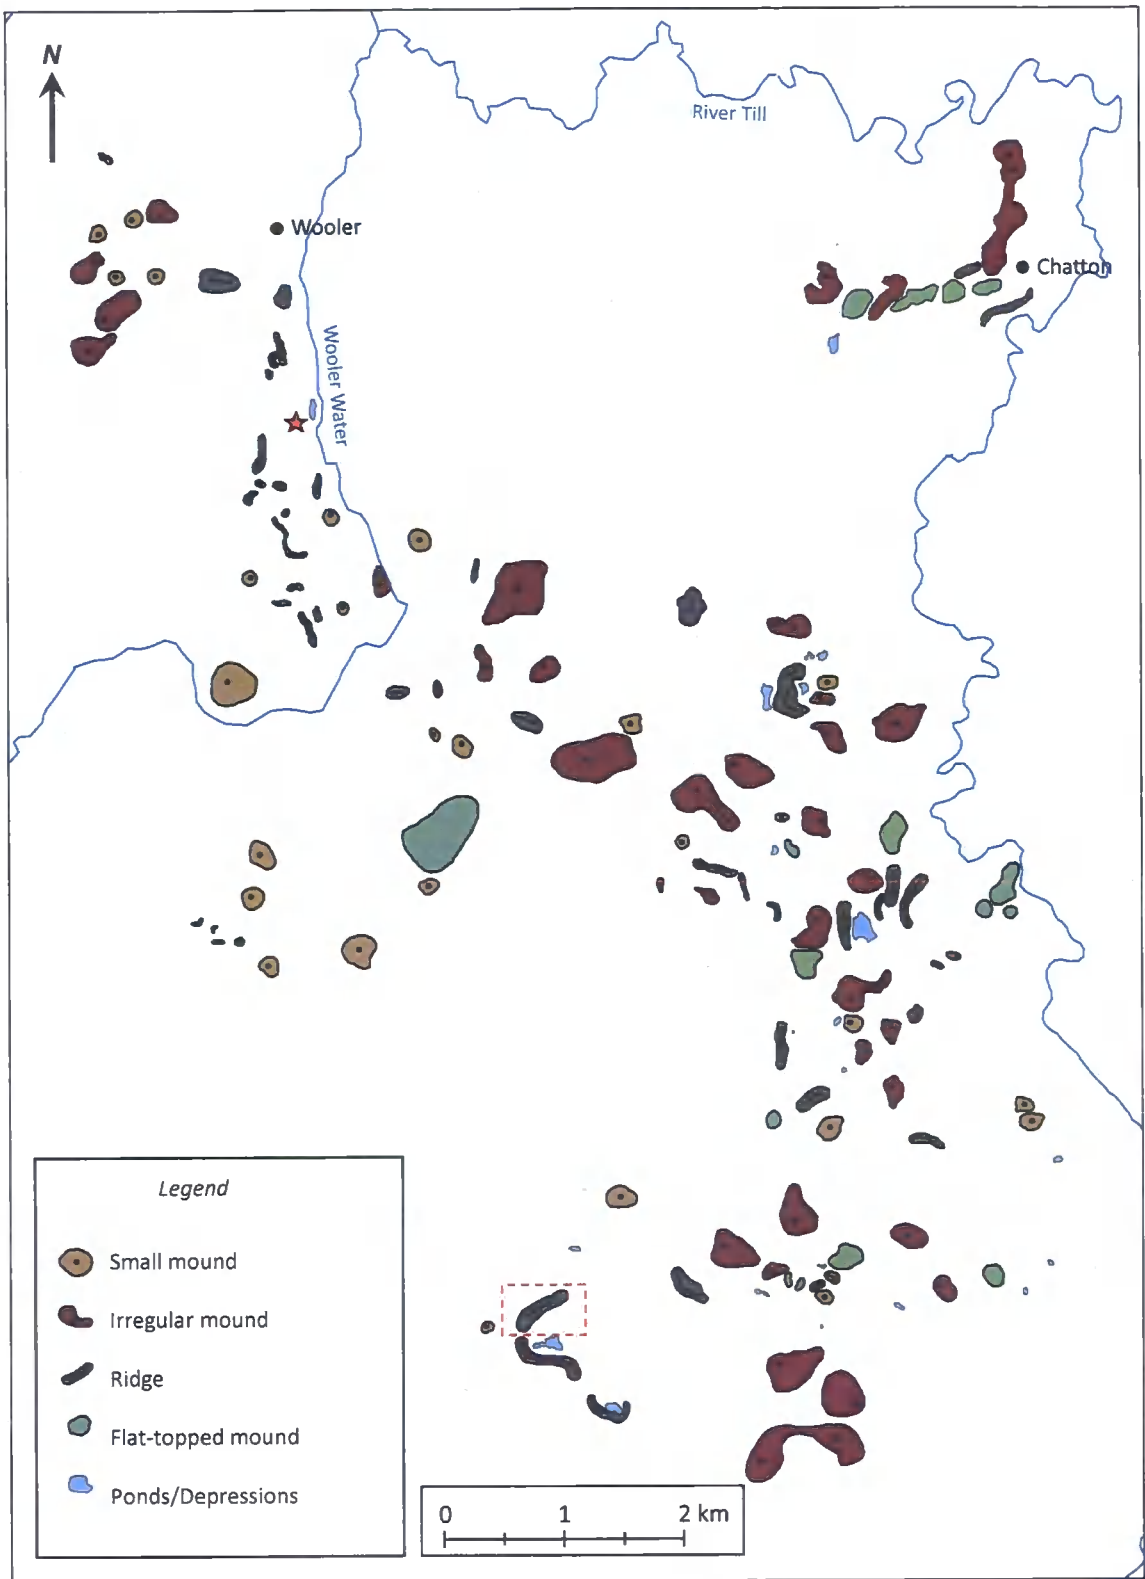 N
River Till
Wooler
Chatton
Wooler Water
Legend
Small mound
Irregular mound
Ridge
Flat-topped mound
Ponds/Depressions
0 1 2 km